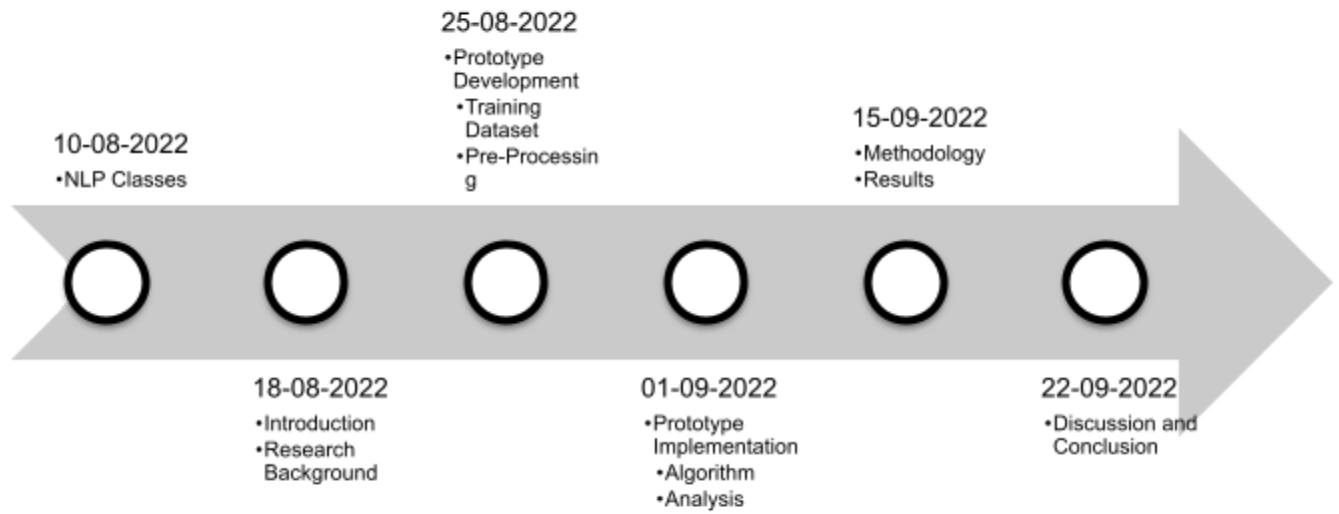 10-08-2022
•NLP Classes
18-08-2022
•Introduction
•Research
Background
25-08-2022
•Prototype
Development
•Training
Dataset
•Pre-Processin
g
01-09-2022
•Prototype
Implementation
•Algorithm
•Analysis
15-09-2022
•Methodology
•Results
22-09-2022
•Discussion and
Conclusion